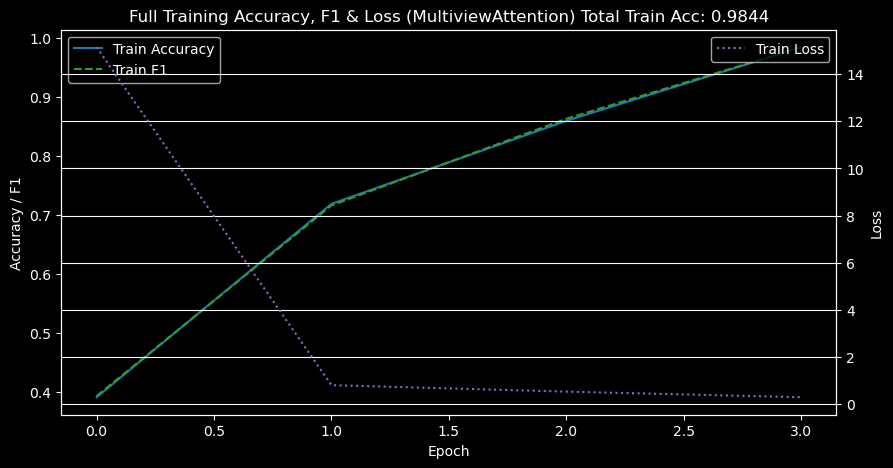 Full Training Accuracy, F1 & Loss (MultiviewAttention) Total Train Acc: 0.9844
Train Accuracy
Train F1
Train Loss
1.0
0.9
0.8
0.7
0.6
0.5
0.4
Accuracy / F1
14
12
10
8
6
4
2
0
Loss
0.0 0.5 1.0 1.5 2.0 2.5 3.0
Epoch